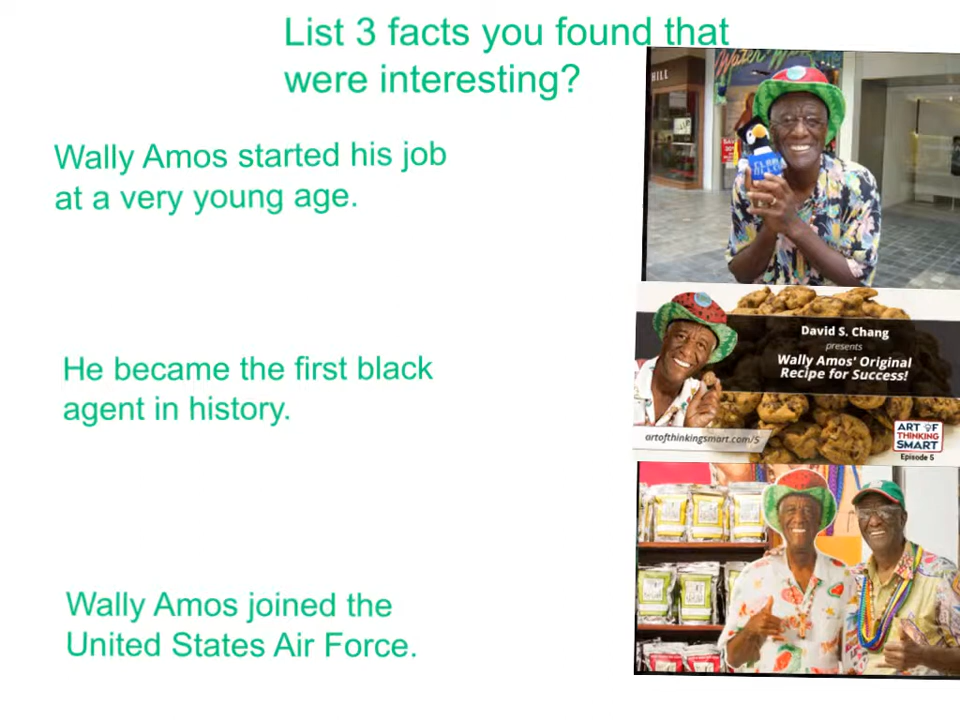 List 3 facts you found that
were interesting?
Wally Amos started his job
at a very young age.
He became the first black
agent in history.
Wally Amos joined the
United States Air Force.
HILL
David S. Chang
presents
Wally Amos' Original
Recipe for Success!
artofthinkingsmart.com/5
ART OF
THINKING
SMART
Episode 5